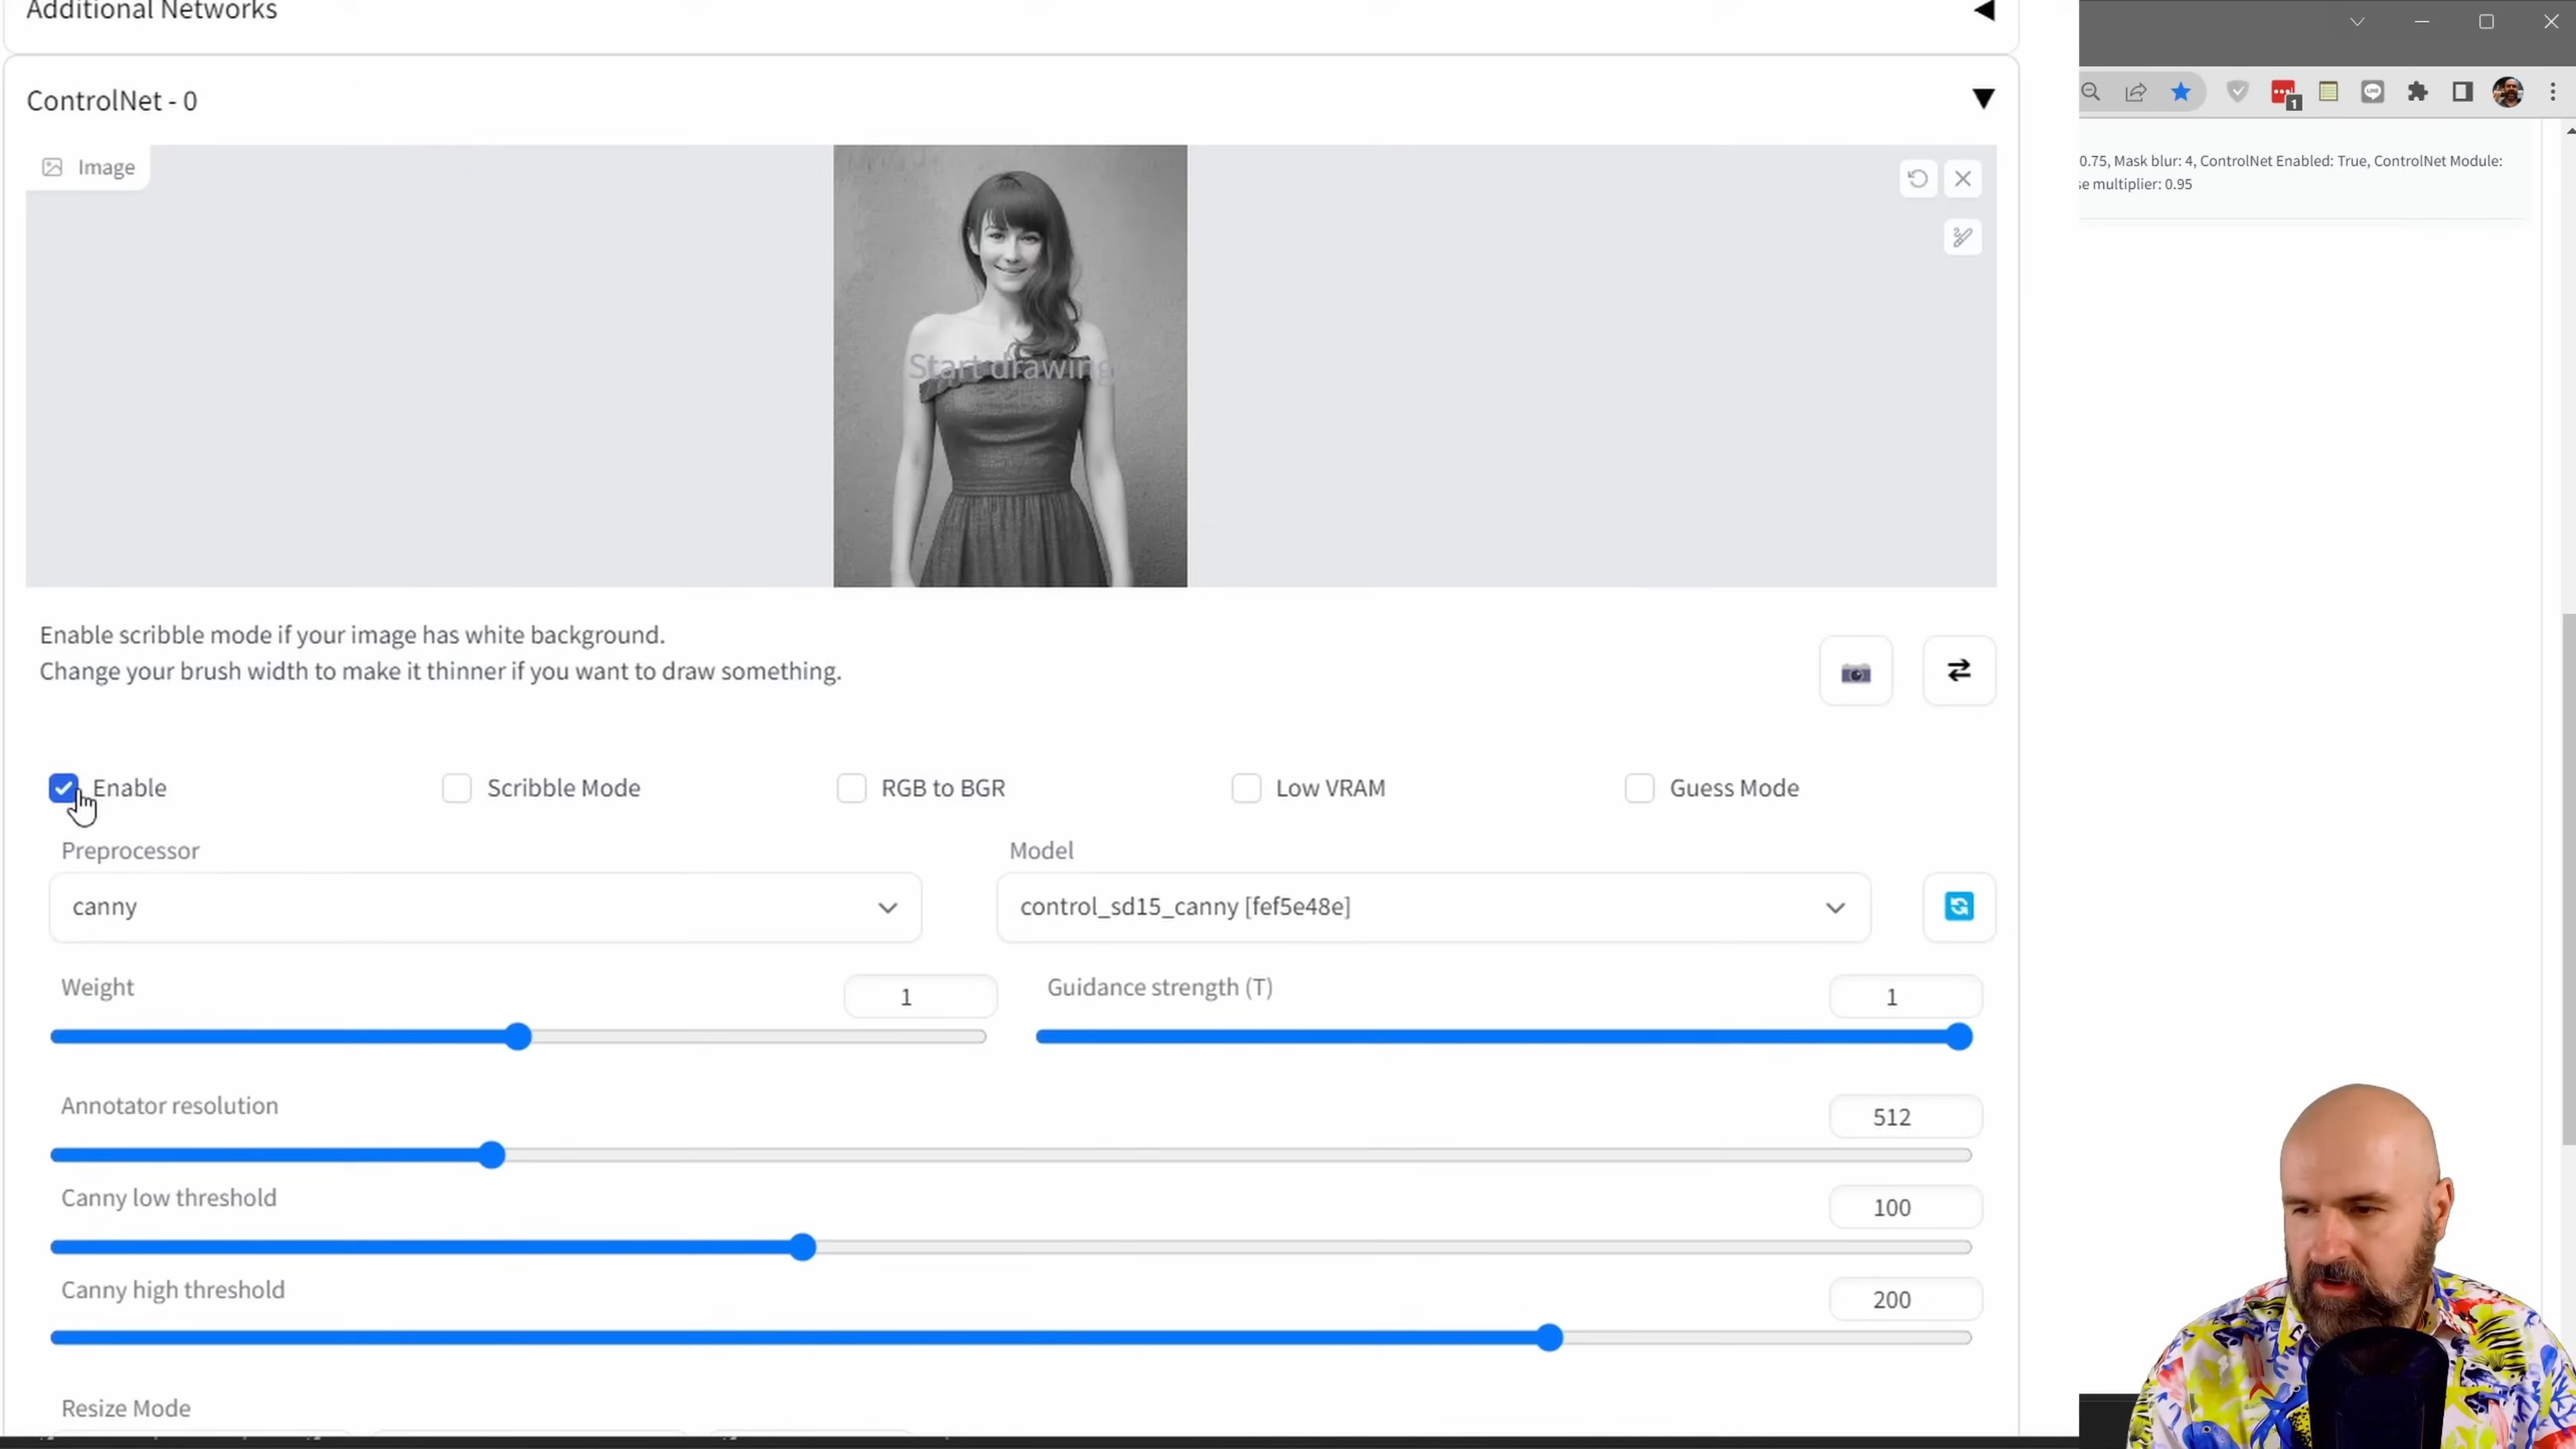 Additional Networks
ControlNet - 0
Image
0.75, Mask blur: 4, ControlNet Enabled: True, ControlNet Module:
se multiplier: 0.95
1
Start drawing
Enable scribble mode if your image has white background.
Change your brush width to make it thinner if you want to draw something.
Enable
Scribble Mode
RGB to BGR
Low VRAM
Guess Mode
Preprocessor
Model
canny
control_sd15_canny [fef5e48e]
Weight
1
Guidance strength (T)
1
Annotator resolution
512
Canny low threshold
100
Canny high threshold
200
Resize Mode